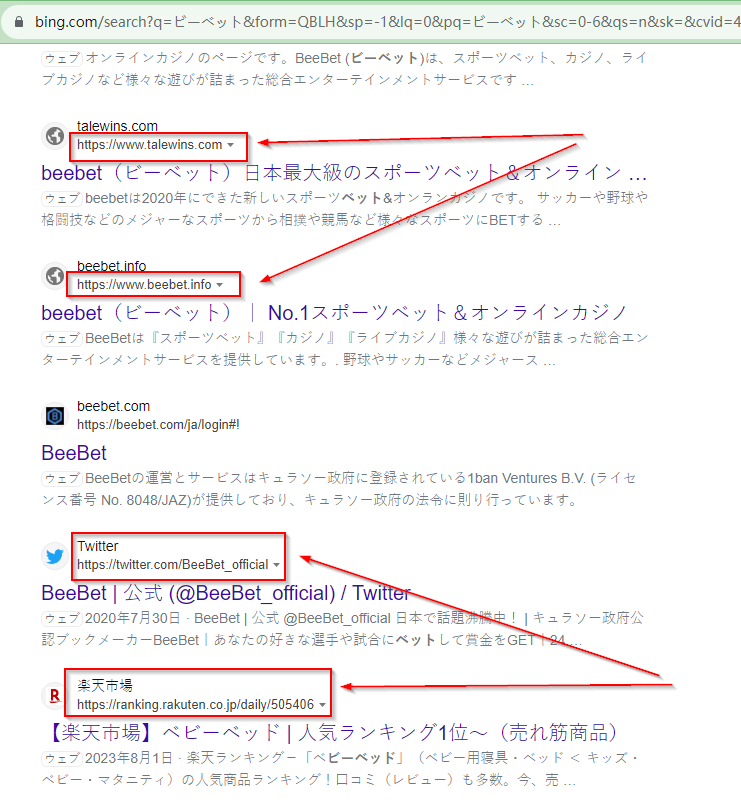 bing.com/search?q=ビーベット&form=QBLH&sp=-1&lq=0&pq=ビーベット&sc=0-6&qs=n&sk=&cvid=4
ウェブ オンラインカジノのページです。BeeBet (ビーベット)は、スポーツベット、カジノ、ライ
ブカジノなど様々な遊びが詰まった総合エンターテインメントサービスです ...
talewins.com
https://www.talewins.com
beebet（ビーベット）日本最大級のスポーツベット＆オンライン ...
ウェブ beebetは2020年にできた新しいスポーツベット&オンランカジノです。 サッカーや野球や
格闘技などのメジャーなスポーツから相撲や競馬など様々なスポーツにBETする ...
beebet.info
https://www.beebet.info
beebet（ビーベット）｜ No.1スポーツベット＆オンラインカジノ
ウェブ BeeBetは『スポーツベット』『カジノ』『ライブカジノ』様々な遊びが詰まった総合エン
ターテインメントサービスを提供しています。. 野球やサッカーなどメジャース ...
beebet.com
https://beebet.com/ja/login#!
BeeBet
ウェブ BeeBetの運営とサービスはキュラソー政府に登録されている1ban Ventures B.V. (ライセ
ンス番号 No. 8048/JAZ)が提供しており、キュラソー政府の法令に則り行っています。
Twitter
https://twitter.com/BeeBet_official
BeeBet | 公式 (@BeeBet_official) / Twitter
ウェブ 2020年7月30日 · BeeBet | 公式 @BeeBet_official 日本で話題沸騰中！ | キュラソー政府公
認ブックメーカーBeeBet｜あなたの好きな選手や試合にベットして賞金をGET｜24 ...
楽天市場
https://ranking.rakuten.co.jp/daily/505406
【楽天市場】ベビーベッド | 人気ランキング1位～（売れ筋商品）
ウェブ 2023年8月1日 · 楽天ランキング－「ベビーベッド」（ベビー用寝具・ベッド ＜ キッズ・
ベビー・マタニティ）の人気商品ランキング！口コミ（レビュー）も多数。今、売 ...